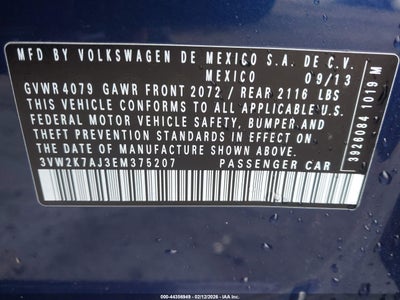 MFD BY VOLKSWAGEN DE MEXICO S.A. DE C.V.
MEXICO 09/13
GVWR 4079 GAWR FRONT 2072 / REAR 2116 LBS
THIS VEHICLE CONFORMS TO ALL APPLICABLE U.S.
FEDERAL MOTOR VEHICLE SAFETY, BUMPER, AND
THEFT PREVENTION STANDARDS IN EFFECT ON THE
DATE OF MANUFACTURE SHOWN ABOVE.
3VW2K7AJ3EM375207 PASSENGER CAR
3926084 1019 M
000-44358949 - 02/12/2026 - IAA Inc.